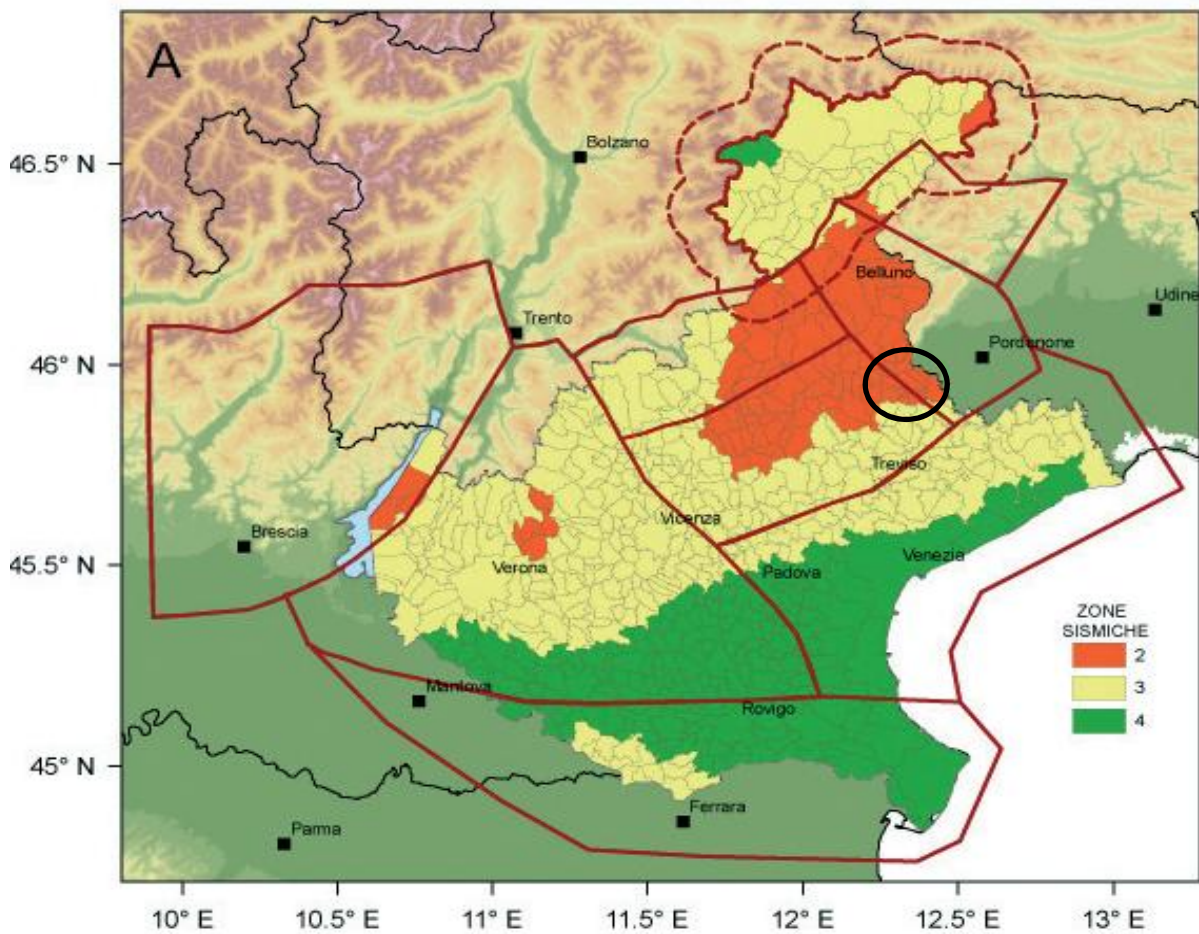 A
Bolzano
46.5° N
Belluno
Udine
Trento
Pordenone
46° N
Treviso
Vicenza
Brescia
Venezia
45.5° N
Verona
Padova
ZONE
SISMICHE
2
3
4
Mantova
Rovigo
45° N
Ferrara
Parma
10° E 10.5° E 11° E 11.5° E 12° E 12.5° E 13° E